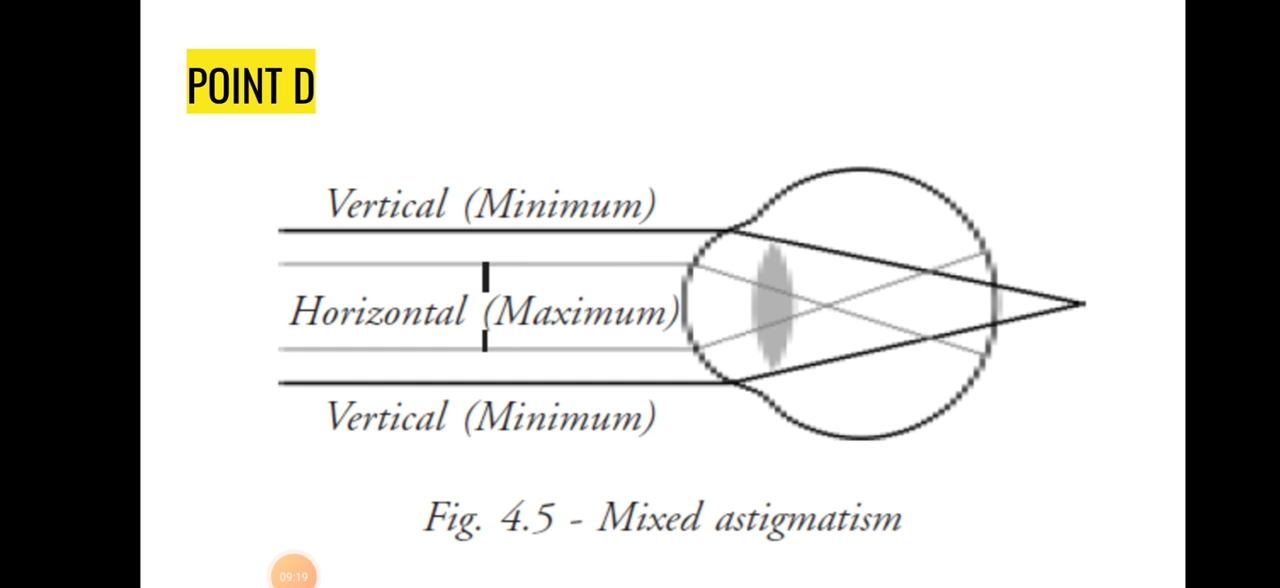 POINT D
Vertical (Minimum)
Horizontal (Maximum)
Vertical (Minimum)
Fig. 4.5 - Mixed astigmatism
09:19